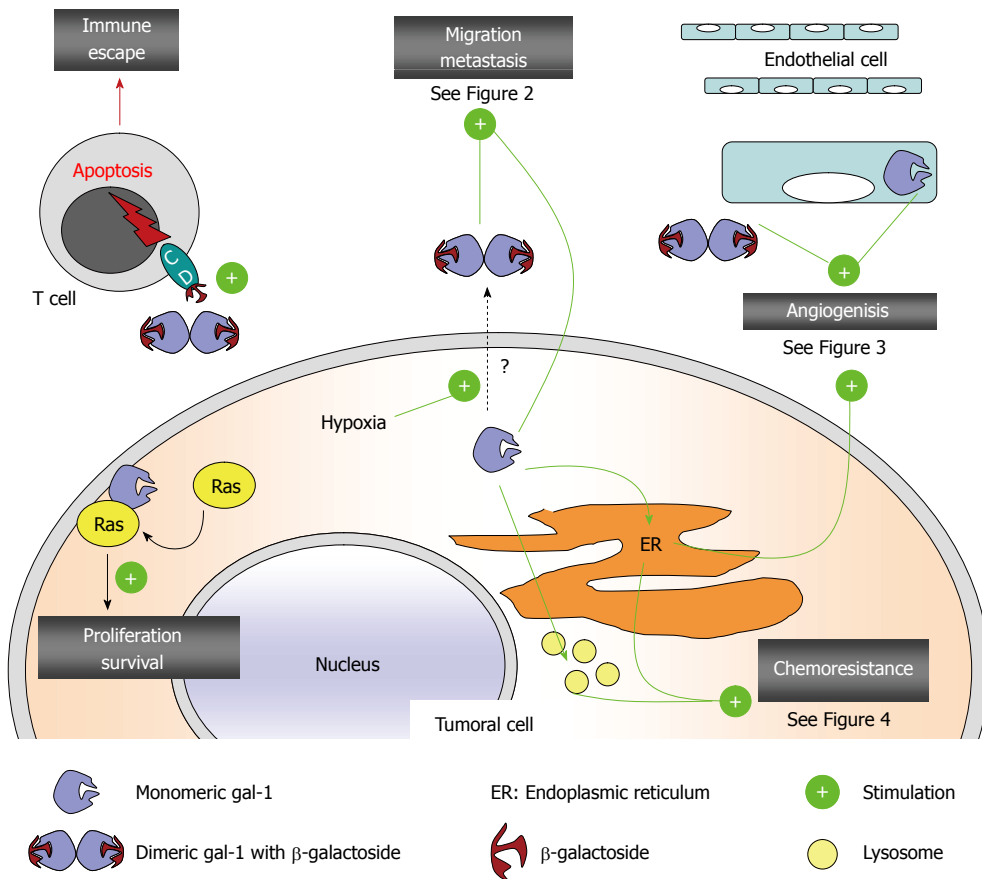 Immune
escape
Migration
metastasis
See Figure 2
Endothelial cell
Apoptosis
C
D
T cell
+
+
+
Angiogenisis
See Figure 3
+
?
+
Hypoxia
Ras
Ras
ER
+
Proliferation
survival
Nucleus
Chemoresistance
+
See Figure 4
Tumoral cell
Monomeric gal-1
ER: Endoplasmic reticulum
+
Stimulation
Dimeric gal-1 with β-galactoside
β-galactoside
Lysosome